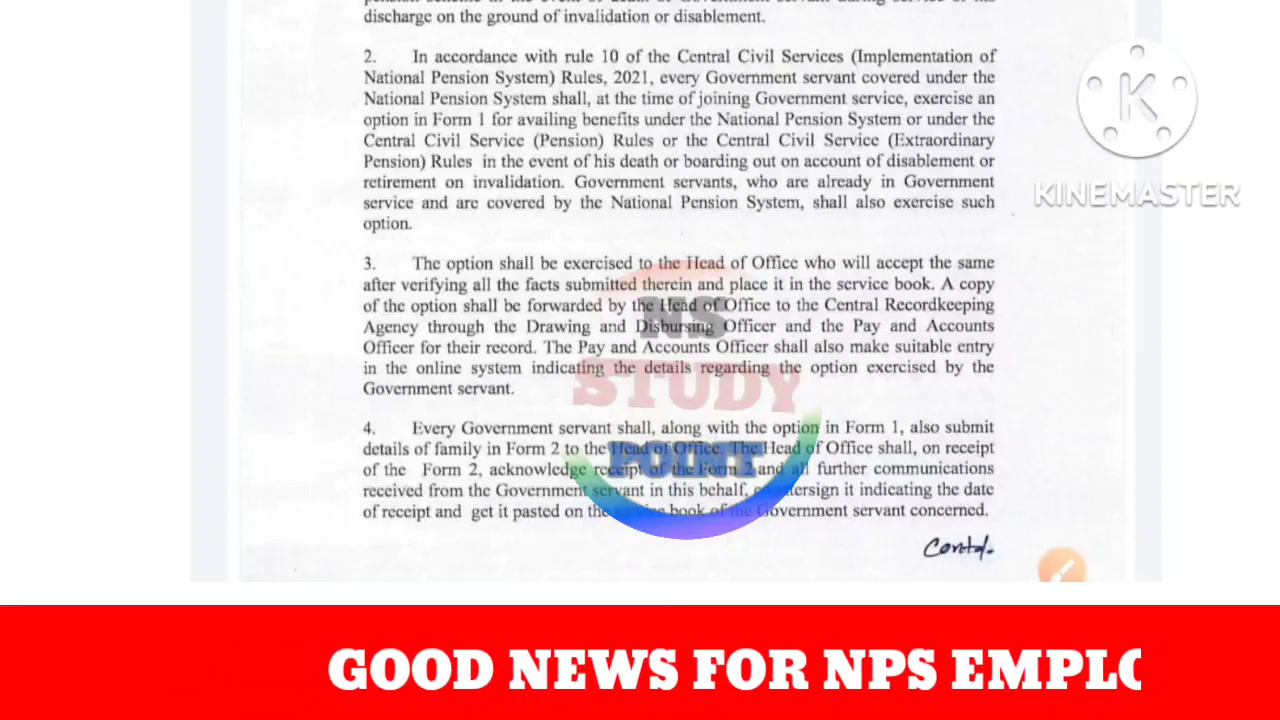 discharge on the ground of invalidation or disablement.
2. In accordance with rule 10 of the Central Civil Services (Implementation of
National Pension System) Rules, 2021, every Government servant covered under the
National Pension System shall, at the time of joining Government service, exercise an
option in Form 1 for availing benefits under the National Pension System or under the
Central Civil Service (Pension) Rules or the Central Civil Service (Extraordinary
Pension) Rules in the event of his death or boarding out on account of disablement or
retirement on invalidation. Government servants, who are already in Government
service and are covered by the National Pension System, shall also exercise such
option.
3. The option shall be exercised to the Head of Office who will accept the same
after verifying all the facts submitted therein and place it in the service book. A copy
of the option shall be forwarded by the Head of Office to the Central Recordkeeping
Agency through the Drawing and Disbursing Officer and the Pay and Accounts
Officer for their record. The Pay and Accounts Officer shall also make suitable entry
in the online system indicating the details regarding the option exercised by the
Government servant.
4. Every Government servant shall, along with the option in Form 1, also submit
details of family in Form 2 to the Head of Office. The Head of Office shall, on receipt
of the Form 2, acknowledge receipt of the Form 2 and all further communications
received from the Government servant in this behalf, countersign it indicating the date
of receipt and get it pasted on the service book of the Government servant concerned.
Contd.
NS
STUDY
POINT
K
KINEMASTER
GOOD NEWS FOR NPS EMPLO